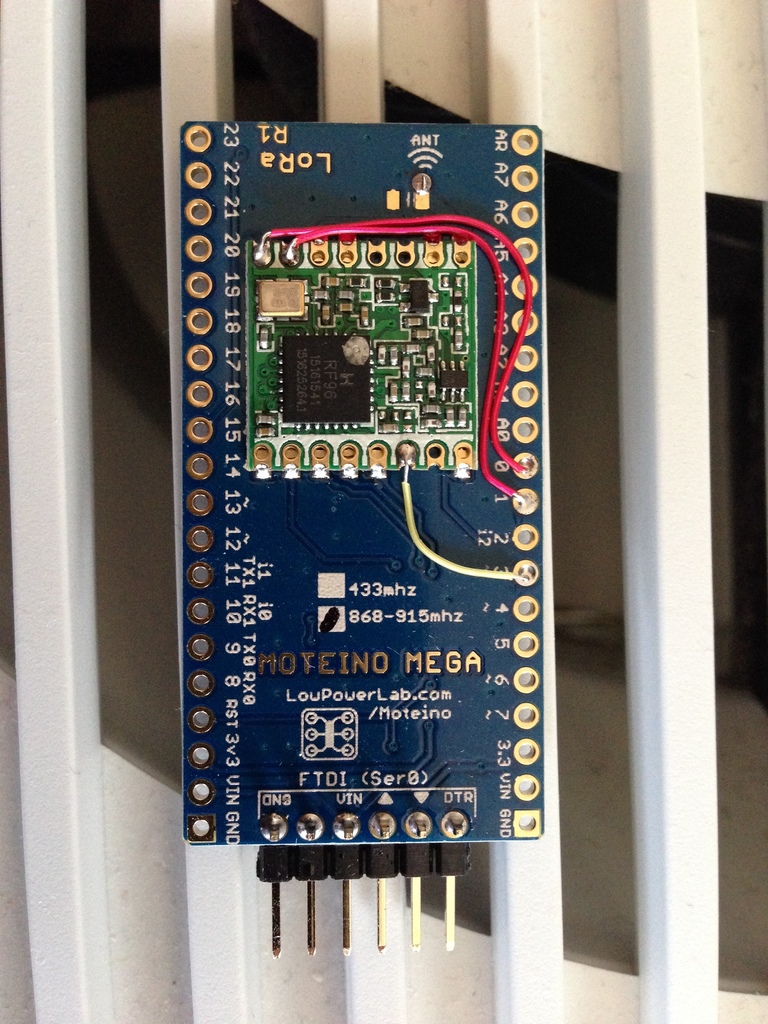 LoRa
R1
ANT
23
22
21
20
19
18
17
16
15
14
~
13
~
12
11
10
9
8
RST
3v3
VIN
GND
i1
TX1
i0
RX1
TX0
RX0
AR
A7
A6
A0
0
1
2
i2
3
~
4
~
5
6
~
7
~
3.3
VIN
GND
RF96
15161541
433mhz
868-915mhz
MOTEINO MEGA
LowPowerLab.com
/Moteino
FTDI (Ser0)
GND VIN DTR